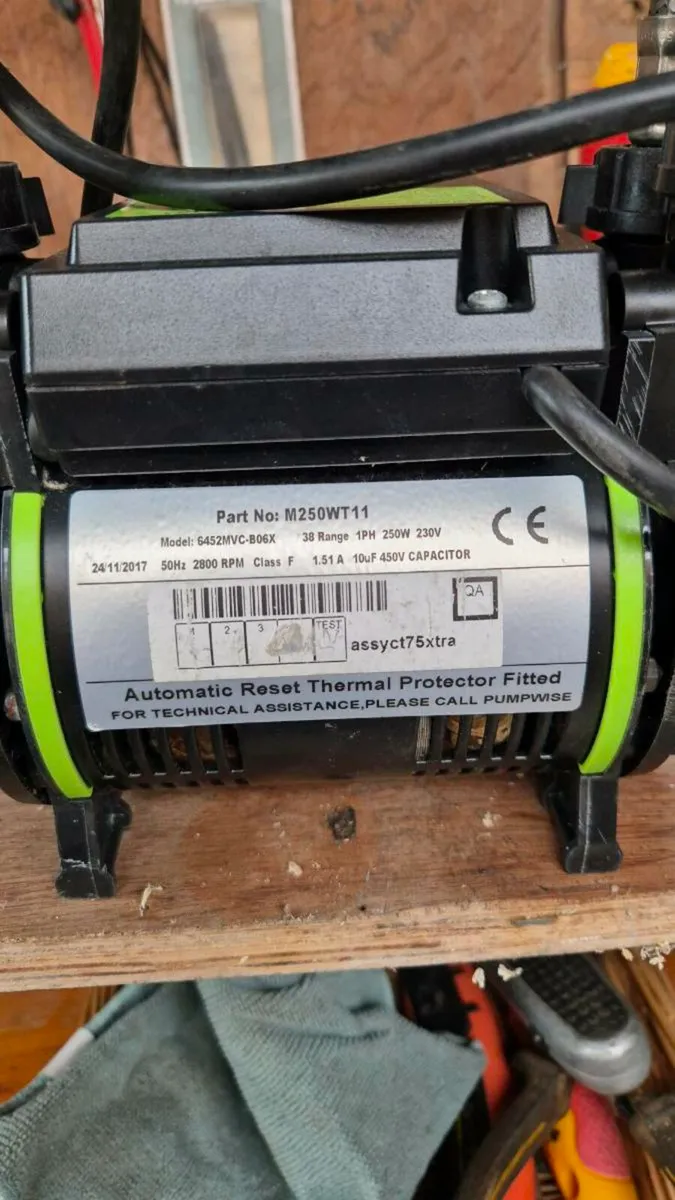 Part No: M250WT11
Model: 6452MVC-B06X 38 Range 1PH 250W 230V
24/11/2017 50Hz 2800 RPM Class F 1.51 A 10uF 450V CAPACITOR
CE
QA
1 2 3 TEST
assyct75xtra
Automatic Reset Thermal Protector Fitted
FOR TECHNICAL ASSISTANCE,PLEASE CALL PUMPWISE